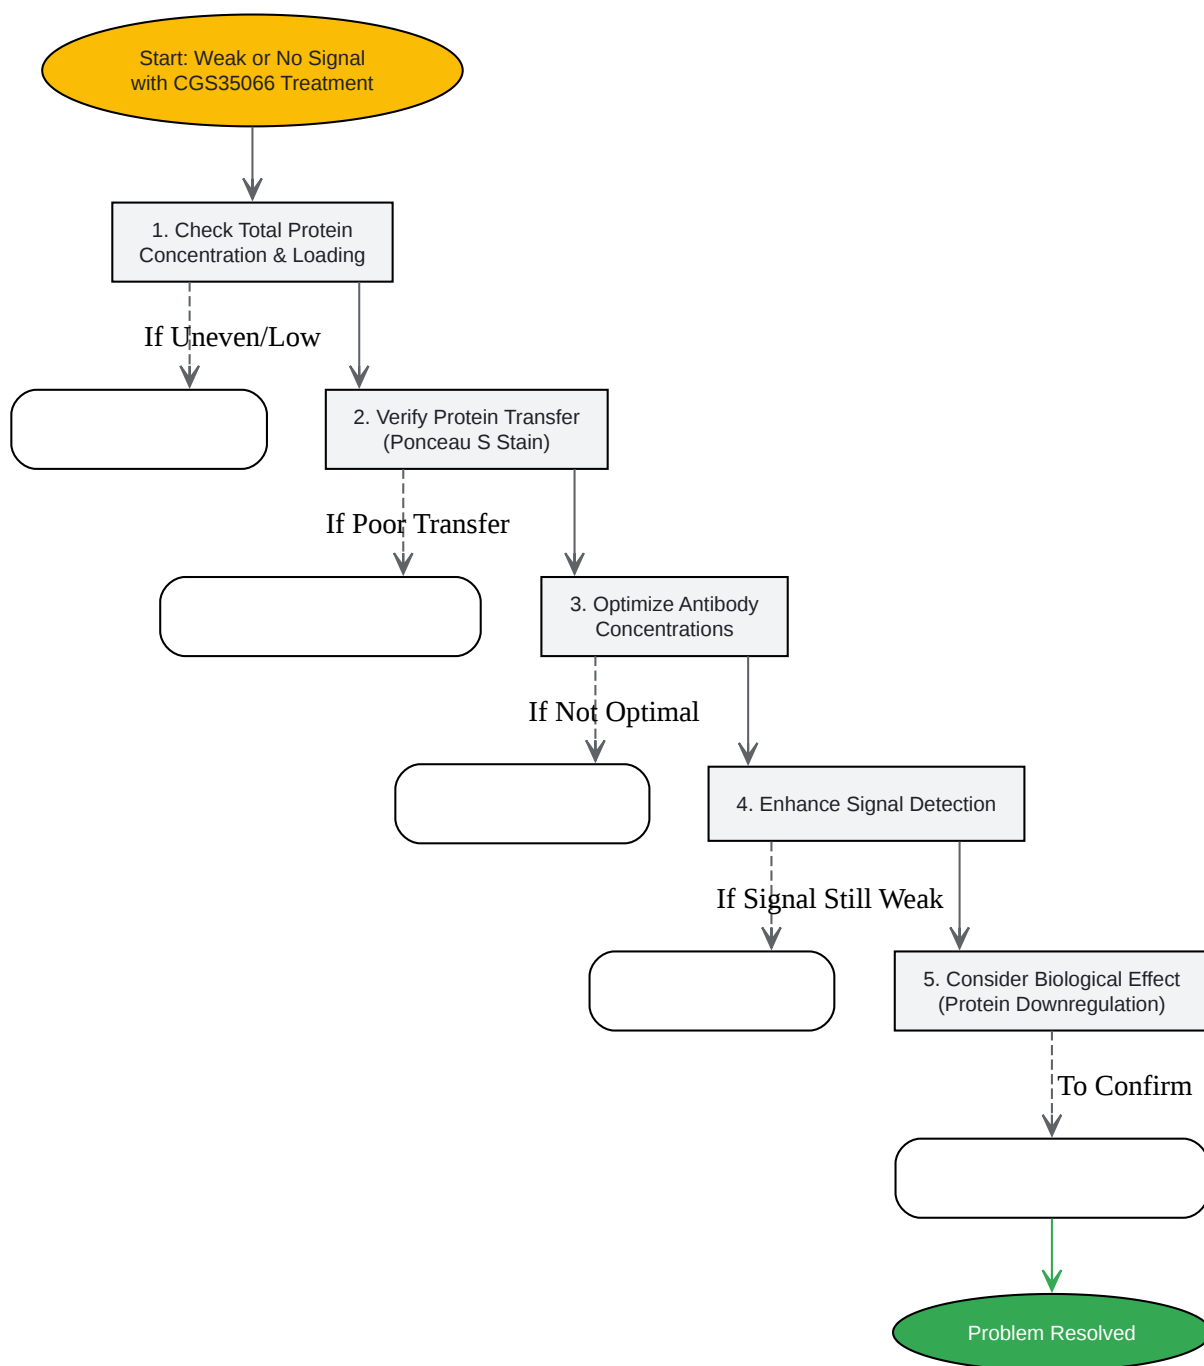 Start: Weak or No Signal
with CGS35066 Treatment
1. Check Total Protein
Concentration & Loading
If Uneven/Low
2. Verify Protein Transfer
(Ponceau S Stain)
If Poor Transfer
3. Optimize Antibody
Concentrations
If Not Optimal
4. Enhance Signal Detection
If Signal Still Weak
5. Consider Biological Effect
(Protein Downregulation)
To Confirm
Problem Resolved